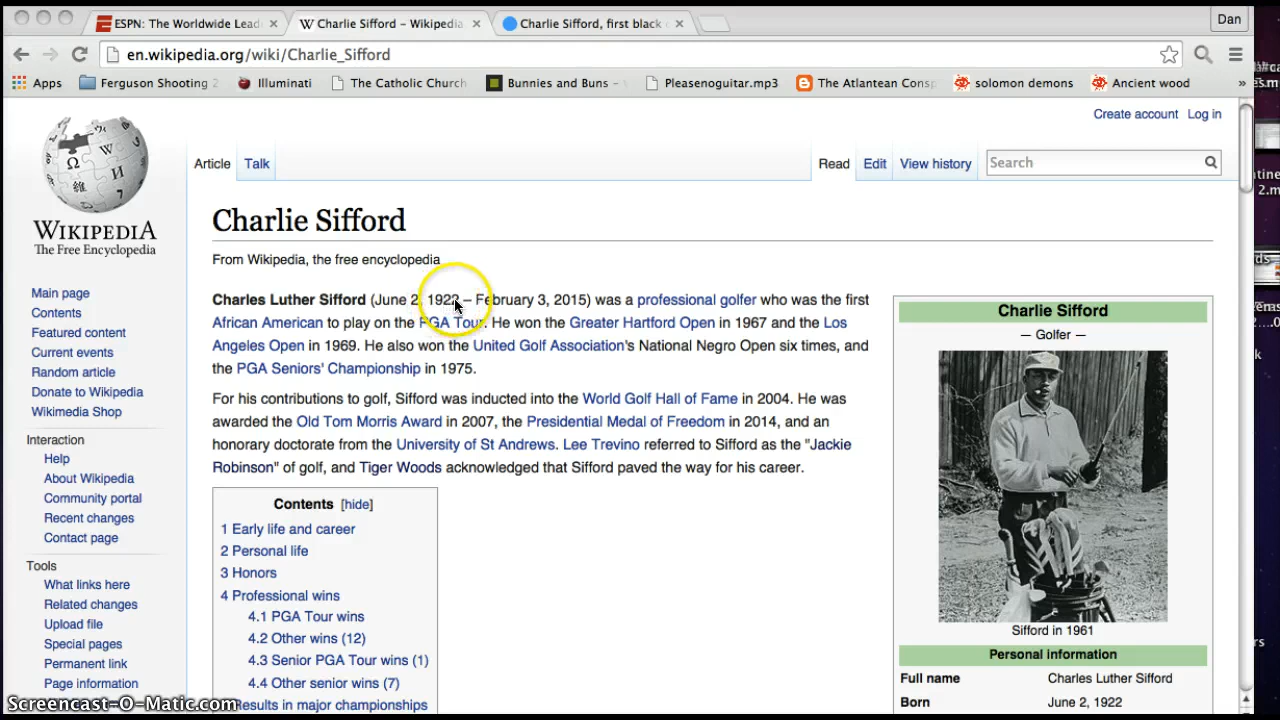 ESPN: The Worldwide Lead
Charlie Sifford – Wikipedia
Charlie Sifford, first black
Dan
en.wikipedia.org/wiki/Charlie_Sifford
Apps
Ferguson Shooting 2
Illuminati
The Catholic Church
Bunnies and Buns –
Pleasenoguitar.mp3
The Atlantean Consp
solomon demons
Ancient wood
»
Create account Log in
Article Talk
Read Edit View history
Search
WIKIPEDIA
The Free Encyclopedia
Main page
Contents
Featured content
Current events
Random article
Donate to Wikipedia
Wikimedia Shop
Interaction
Help
About Wikipedia
Community portal
Recent changes
Contact page
Tools
What links here
Related changes
Upload file
Special pages
Permanent link
Page information
Charlie Sifford
From Wikipedia, the free encyclopedia
Charles Luther Sifford (June 2, 1922 – February 3, 2015) was a professional golfer who was the first
African American to play on the PGA Tour. He won the Greater Hartford Open in 1967 and the Los
Angeles Open in 1969. He also won the United Golf Association's National Negro Open six times, and
the PGA Seniors' Championship in 1975.
For his contributions to golf, Sifford was inducted into the World Golf Hall of Fame in 2004. He was
awarded the Old Tom Morris Award in 2007, the Presidential Medal of Freedom in 2014, and an
honorary doctorate from the University of St Andrews. Lee Trevino referred to Sifford as the "Jackie
Robinson" of golf, and Tiger Woods acknowledged that Sifford paved the way for his career.
Contents [hide]
1 Early life and career
2 Personal life
3 Honors
4 Professional wins
4.1 PGA Tour wins
4.2 Other wins (12)
4.3 Senior PGA Tour wins (1)
4.4 Other senior wins (7)
Results in major championships
Charlie Sifford
— Golfer —
Sifford in 1961
Personal information
Full name Charles Luther Sifford
Born June 2, 1922
Screencast-O-Matic.com